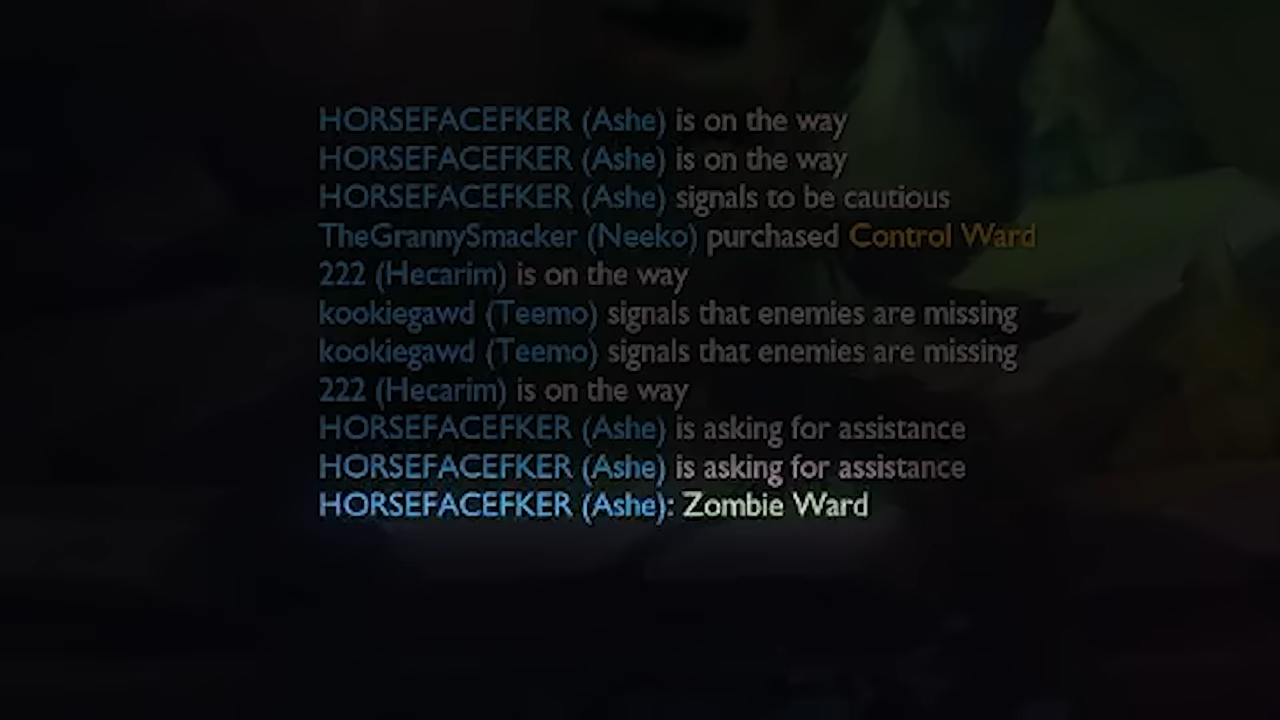 HORSEFACEFKER (Ashe) is on the way
HORSEFACEFKER (Ashe) is on the way
HORSEFACEFKER (Ashe) signals to be cautious
TheGrannySmacker (Neeko) purchased Control Ward
222 (Hecarim) is on the way
kookiegawd (Teemo) signals that enemies are missing
kookiegawd (Teemo) signals that enemies are missing
222 (Hecarim) is on the way
HORSEFACEFKER (Ashe) is asking for assistance
HORSEFACEFKER (Ashe) is asking for assistance
HORSEFACEFKER (Ashe): Zombie Ward